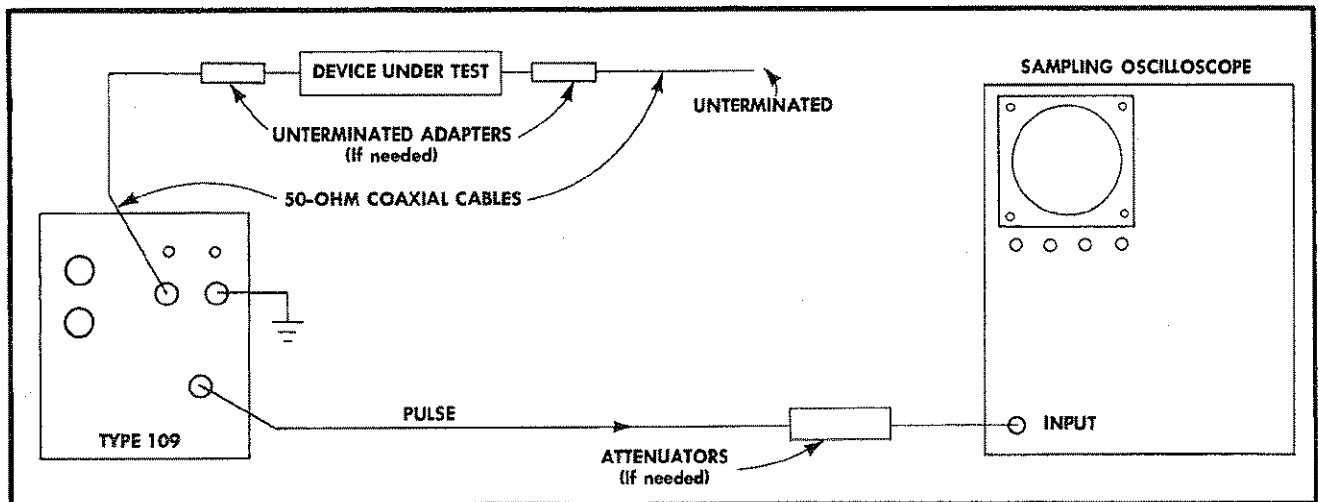 DEVICE UNDER TEST
SAMPLING OSCILLOSCOPE
UNTERMINATED
UNTERMINATED ADAPTERS
(If needed)
50-OHM COAXIAL CABLES
TYPE 109
PULSE
INPUT
ATTENUATORS
(If needed)